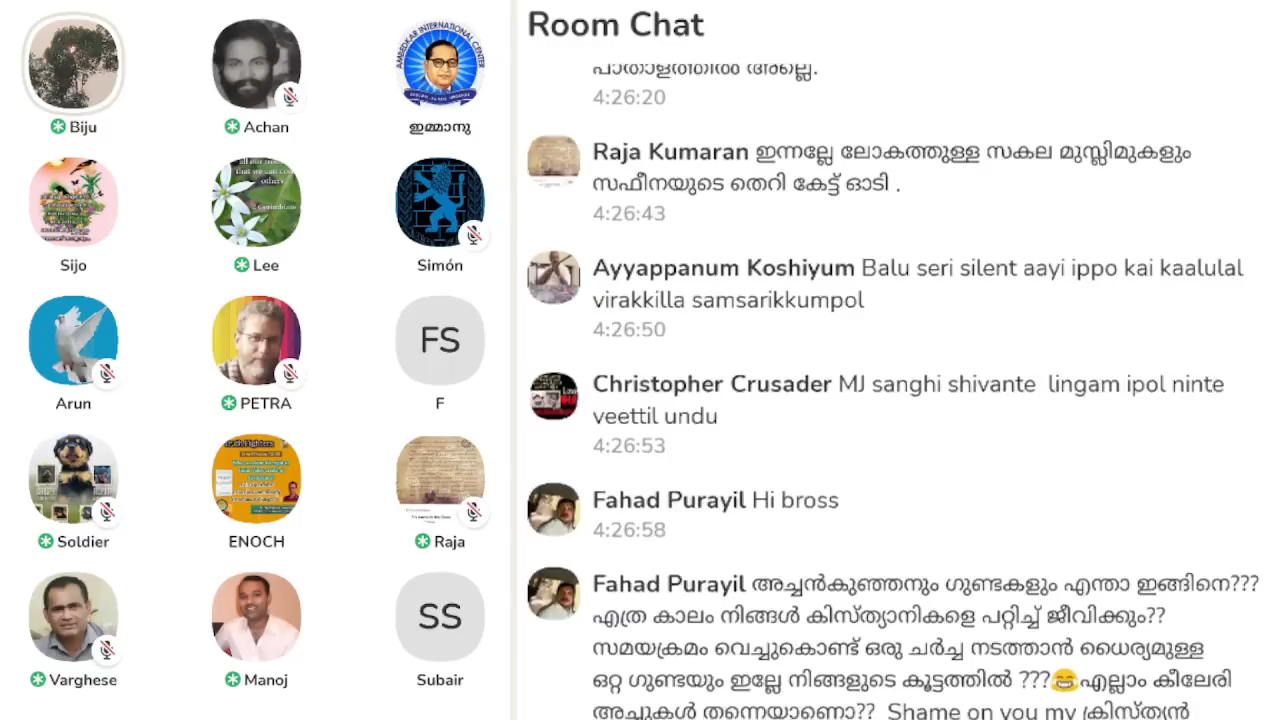 Biju
Achan
ഇമ്മാനു
AMBEDKAR INTERNATIONAL CENTER
Sijo
Lee
Simón
Arun
PETRA
FS
F
Soldier
ENOCH
Raja
Varghese
Manoj
SS
Subair
Room Chat
പാതാളത്തിൽ അല്ലെ.
4:26:20
Raja Kumaran ഇന്നല്ലേ ലോകത്തുള്ള സകല മുസ്ലിമുകളും
സഫീനയുടെ തെറി കേട്ട് ഓടി .
4:26:43
Ayyappanum Koshiyum Balu seri silent aayi ippo kai kaalulal
virakkilla samsarikkumpol
4:26:50
Christopher Crusader MJ sanghi shivante lingam ipol ninte
veettil undu
4:26:53
Fahad Purayil Hi bross
4:26:58
Fahad Purayil അച്ചൻകുഞ്ഞനും ഗുണ്ടകളും എന്താ ഇങ്ങിനെ???
എത്ര കാലം നിങ്ങൾ കിസ്ത്യാനികളെ പറ്റിച്ച് ജീവിക്കും??
സമയക്രമം വെച്ചുകൊണ്ട് ഒരു ചർച്ച നടത്താൻ ധൈര്യമുള്ള
ഒറ്റ ഗുണ്ടയും ഇല്ലേ നിങ്ങളുടെ കൂട്ടത്തിൽ ???😂എല്ലാം കീലേരി
അച്ചുകൾ തന്നെയാണൊ?? Shame on you my ക്രിസ്ത്യൻ